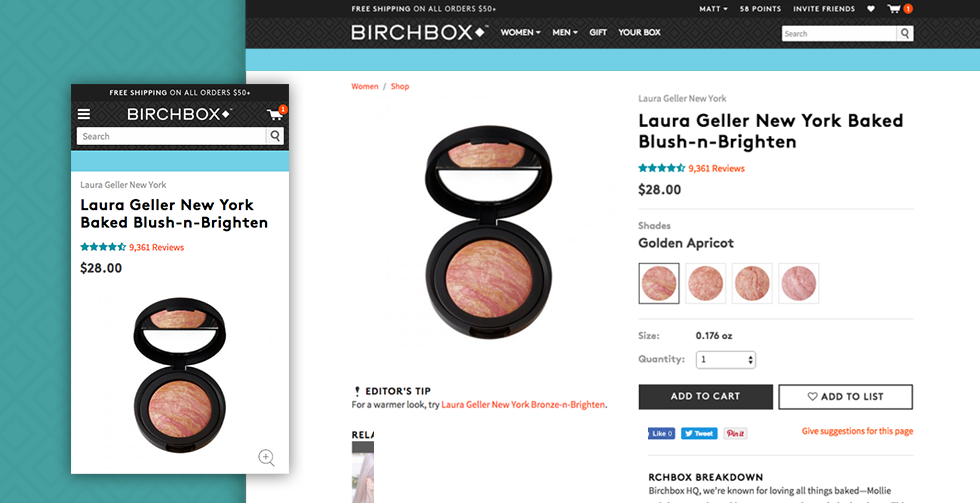 FREE SHIPPING ON ALL ORDERS $50+
MATT 58 POINTS INVITE FRIENDS 1
BIRCHBOX WOMEN MEN GIFT YOUR BOX Search
Women / Shop
Laura Geller New York
Laura Geller New York Baked
Blush-n-Brighten
9,361 Reviews
$28.00
Shades
Golden Apricot
Size: 0.176 oz
Quantity: 1
ADD TO CART ADD TO LIST
Like 0 Tweet Pin it Give suggestions for this page
EDITOR'S TIP
For a warmer look, try Laura Geller New York Bronze-n-Brighten.
RELA
RCHBOX BREAKDOWN
Birchbox HQ, we're known for loving all things baked—Mollie
FREE SHIPPING ON ALL ORDERS $50+
BIRCHBOX 1
Search
Laura Geller New York
Laura Geller New York
Baked Blush-n-Brighten
9,361 Reviews
$28.00